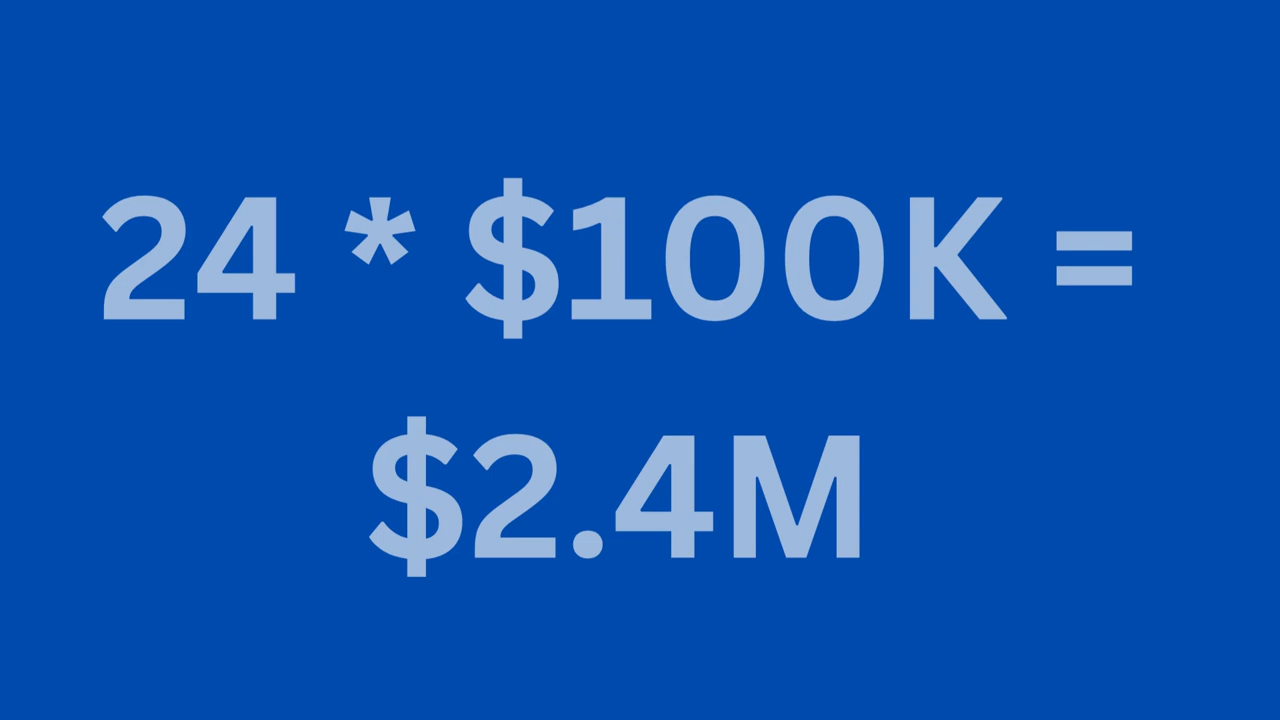 24 * $100K =
$2.4M